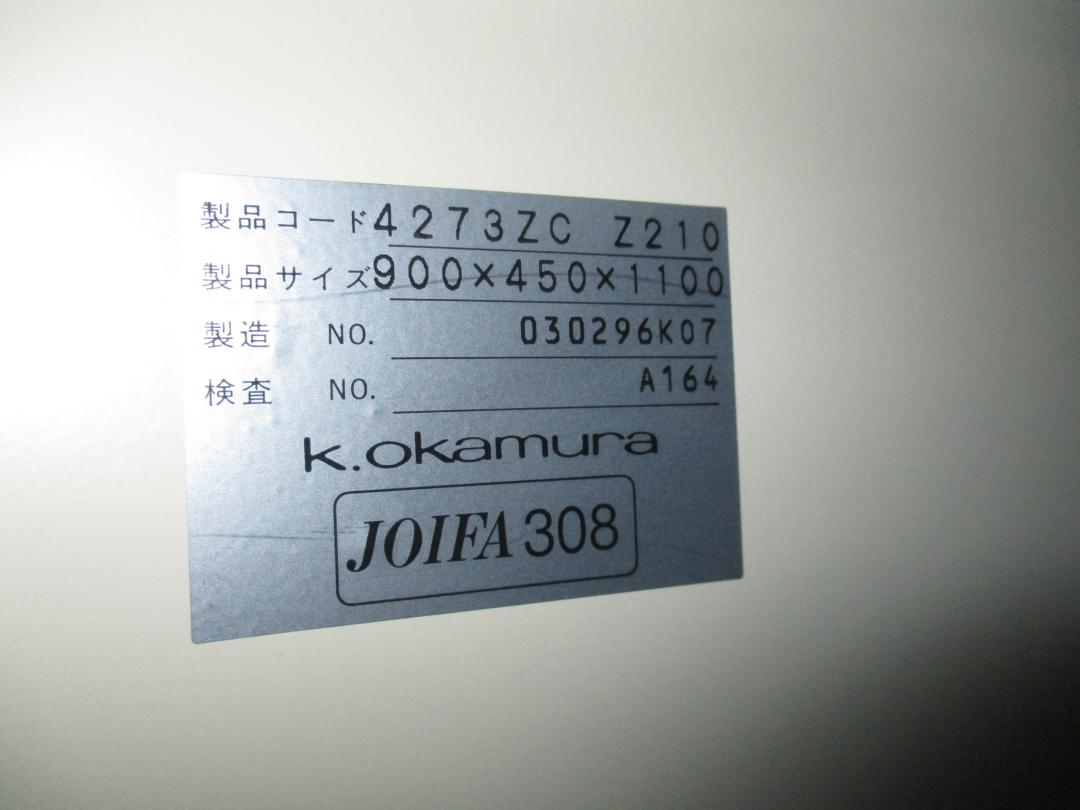 製品コード4273ZC Z210
製品サイズ900×450×1100
製造 NO. 030296K07
検査 NO. A164
k.okamura
JOIFA 308